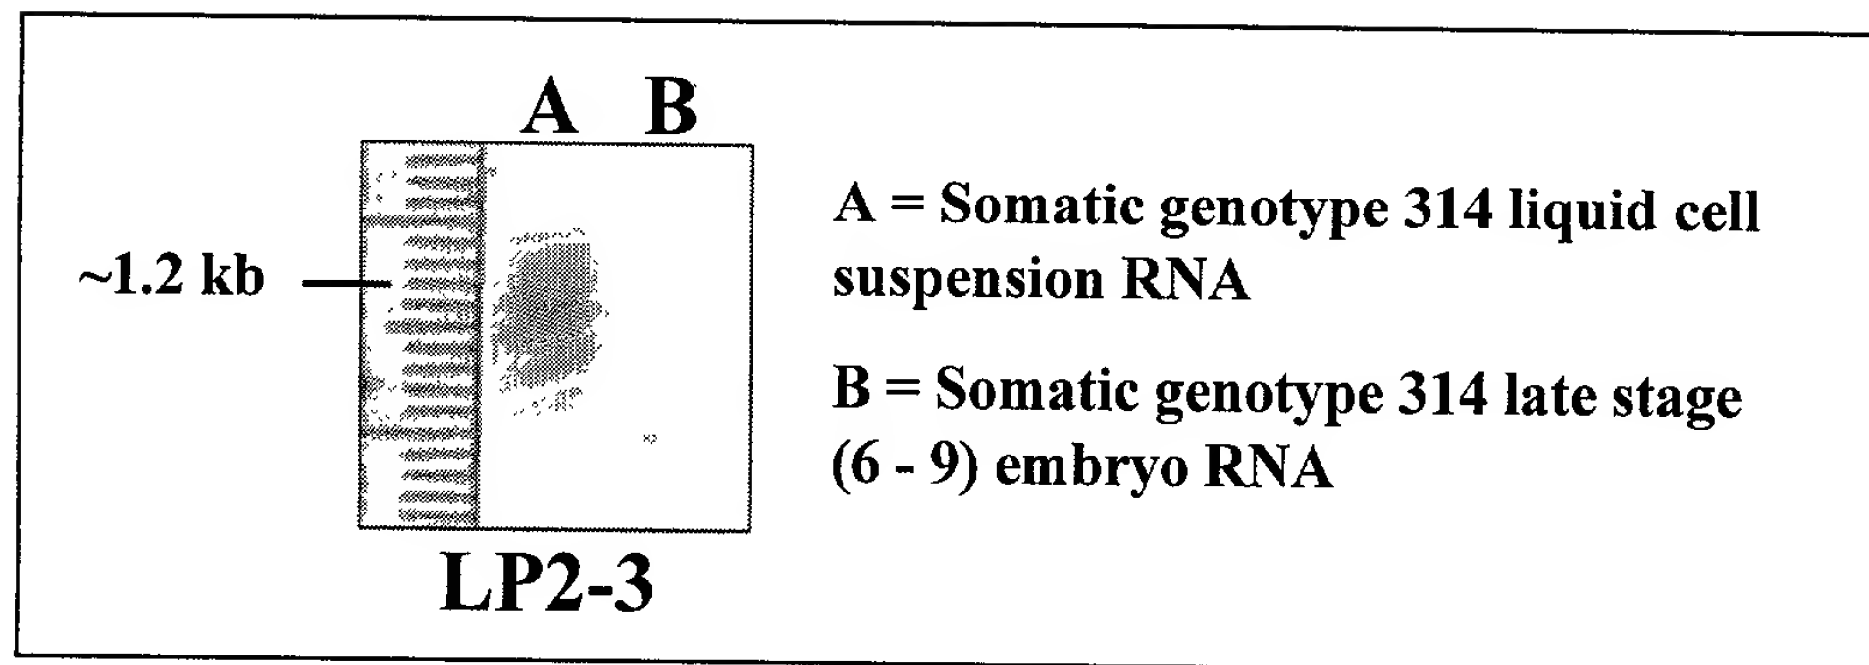 A B
~1.2 kb
LP2-3
A = Somatic genotype 314 liquid cell
suspension RNA
B = Somatic genotype 314 late stage
(6 - 9) embryo RNA